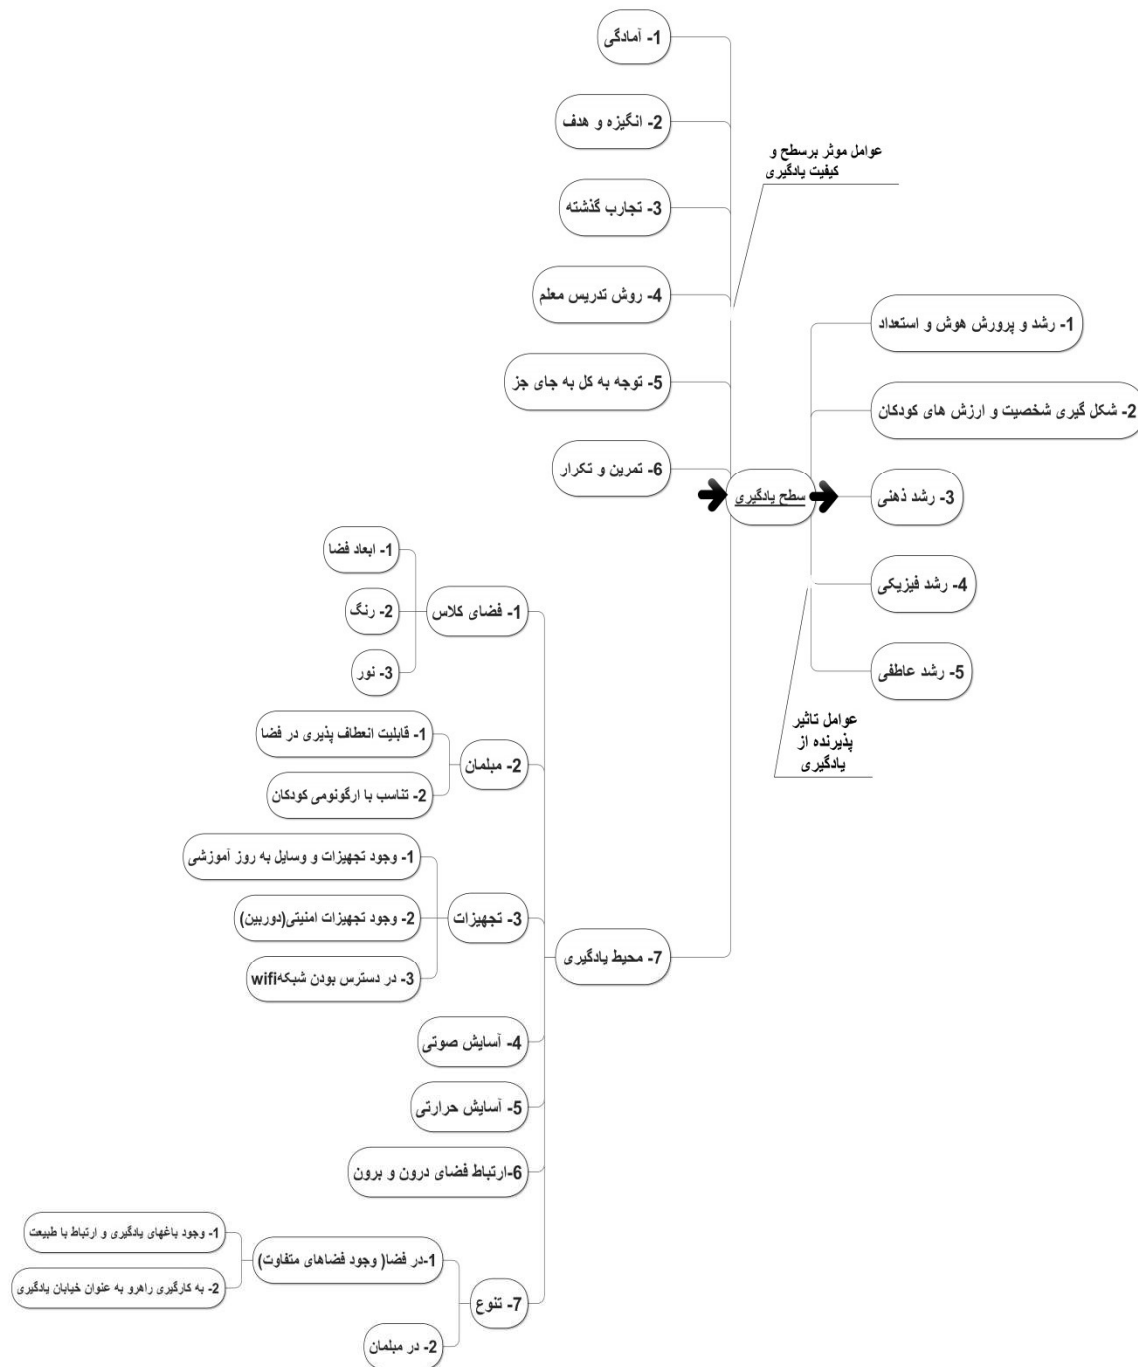 1- آمادگی
2- انگیزه و هدف
عوامل موثر برسطح و
کیفیت یادگیری
3- تجارب گذشته
4- روش تدریس معلم
5- توجه به کل به جای جز
6- تمرین و تکرار
سطح یادگیری
1- رشد و پرورش هوش و استعداد
2- شکل گیری شخصیت و ارزش های کودکان
3- رشد ذهنی
4- رشد فیزیکی
5- رشد عاطفی
عوامل تاثیر
پذیرنده از
یادگیری
7- محیط یادگیری
1- فضای کلاس
1- ابعاد فضا
2- رنگ
3- نور
2- مبلمان
1- قابلیت انعطاف پذیری در فضا
2- تناسب با ارگونومی کودکان
3- تجهیزات
1- وجود تجهیزات و وسایل به روز آموزشی
2- وجود تجهیزات امنیتی(دوربین)
3- در دسترس بودن شبکهwifi
4- آسایش صوتی
5- آسایش حرارتی
6-ارتباط فضای درون و برون
7- تنوع
1-در فضا( وجود فضاهای متفاوت)
1- وجود باغهای یادگیری و ارتباط با طبیعت
2- به کارگیری راهرو به عنوان خیابان یادگیری
2- در مبلمان